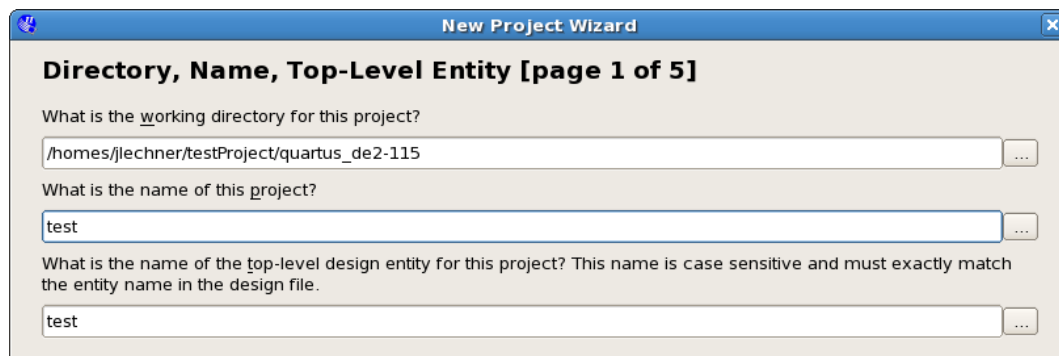 New Project Wizard
Directory, Name, Top-Level Entity [page 1 of 5]
What is the working directory for this project?
/homes/jlechner/testProject/quartus_de2-115
...
What is the name of this project?
test
...
What is the name of the top-level design entity for this project? This name is case sensitive and must exactly match
the entity name in the design file.
test
...